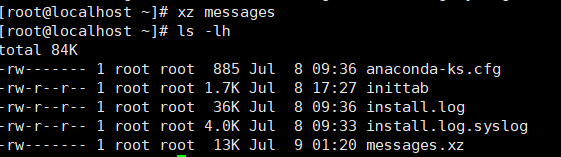 [root@localhost ~]# xz messages
[root@localhost ~]# ls -lh
total 84K
-rw------- 1 root root  885 Jul  8 09:36 anaconda-ks.cfg
-rw-r--r-- 1 root root 1.7K Jul  8 17:27 inittab
-rw-r--r-- 1 root root  36K Jul  8 09:36 install.log
-rw-r--r-- 1 root root 4.0K Jul  8 09:33 install.log.syslog
-rw------- 1 root root  13K Jul  9 01:20 messages.xz